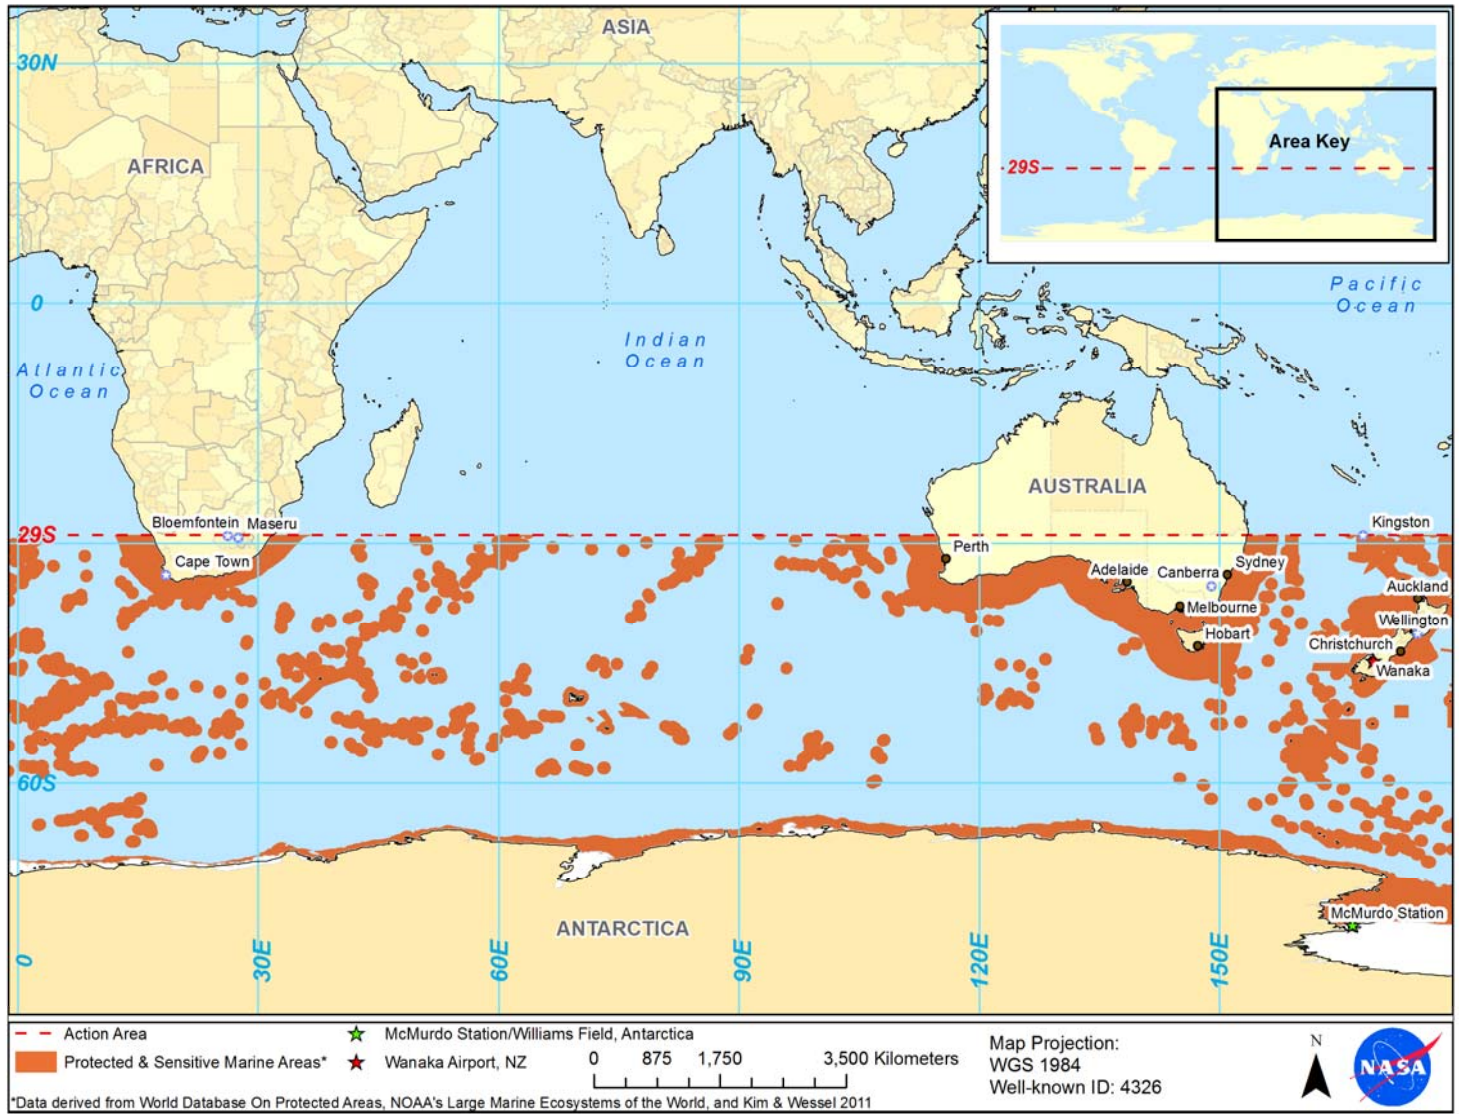 ASIA
30N
AFRICA
Area Key
29S
Pacific
Ocean
0
Indian
Ocean
Atlantic
Ocean
AUSTRALIA
Bloemfontein
Maseru
Kingston
29S
Cape Town
Perth
Adelaide
Canberra
Sydney
Auckland
Melbourne
Wellington
Hobart
Christchurch
Wanaka
60S
McMurdo Station
ANTARCTICA
0
30E
60E
90E
120E
150E
Action Area
McMurdo Station/Williams Field, Antarctica
Protected & Sensitive Marine Areas*
Wanaka Airport, NZ
0 875 1,750 3,500 Kilometers
Map Projection:
WGS 1984
Well-known ID: 4326
N
NASA
*Data derived from World Database On Protected Areas, NOAA's Large Marine Ecosystems of the World, and Kim & Wessel 2011